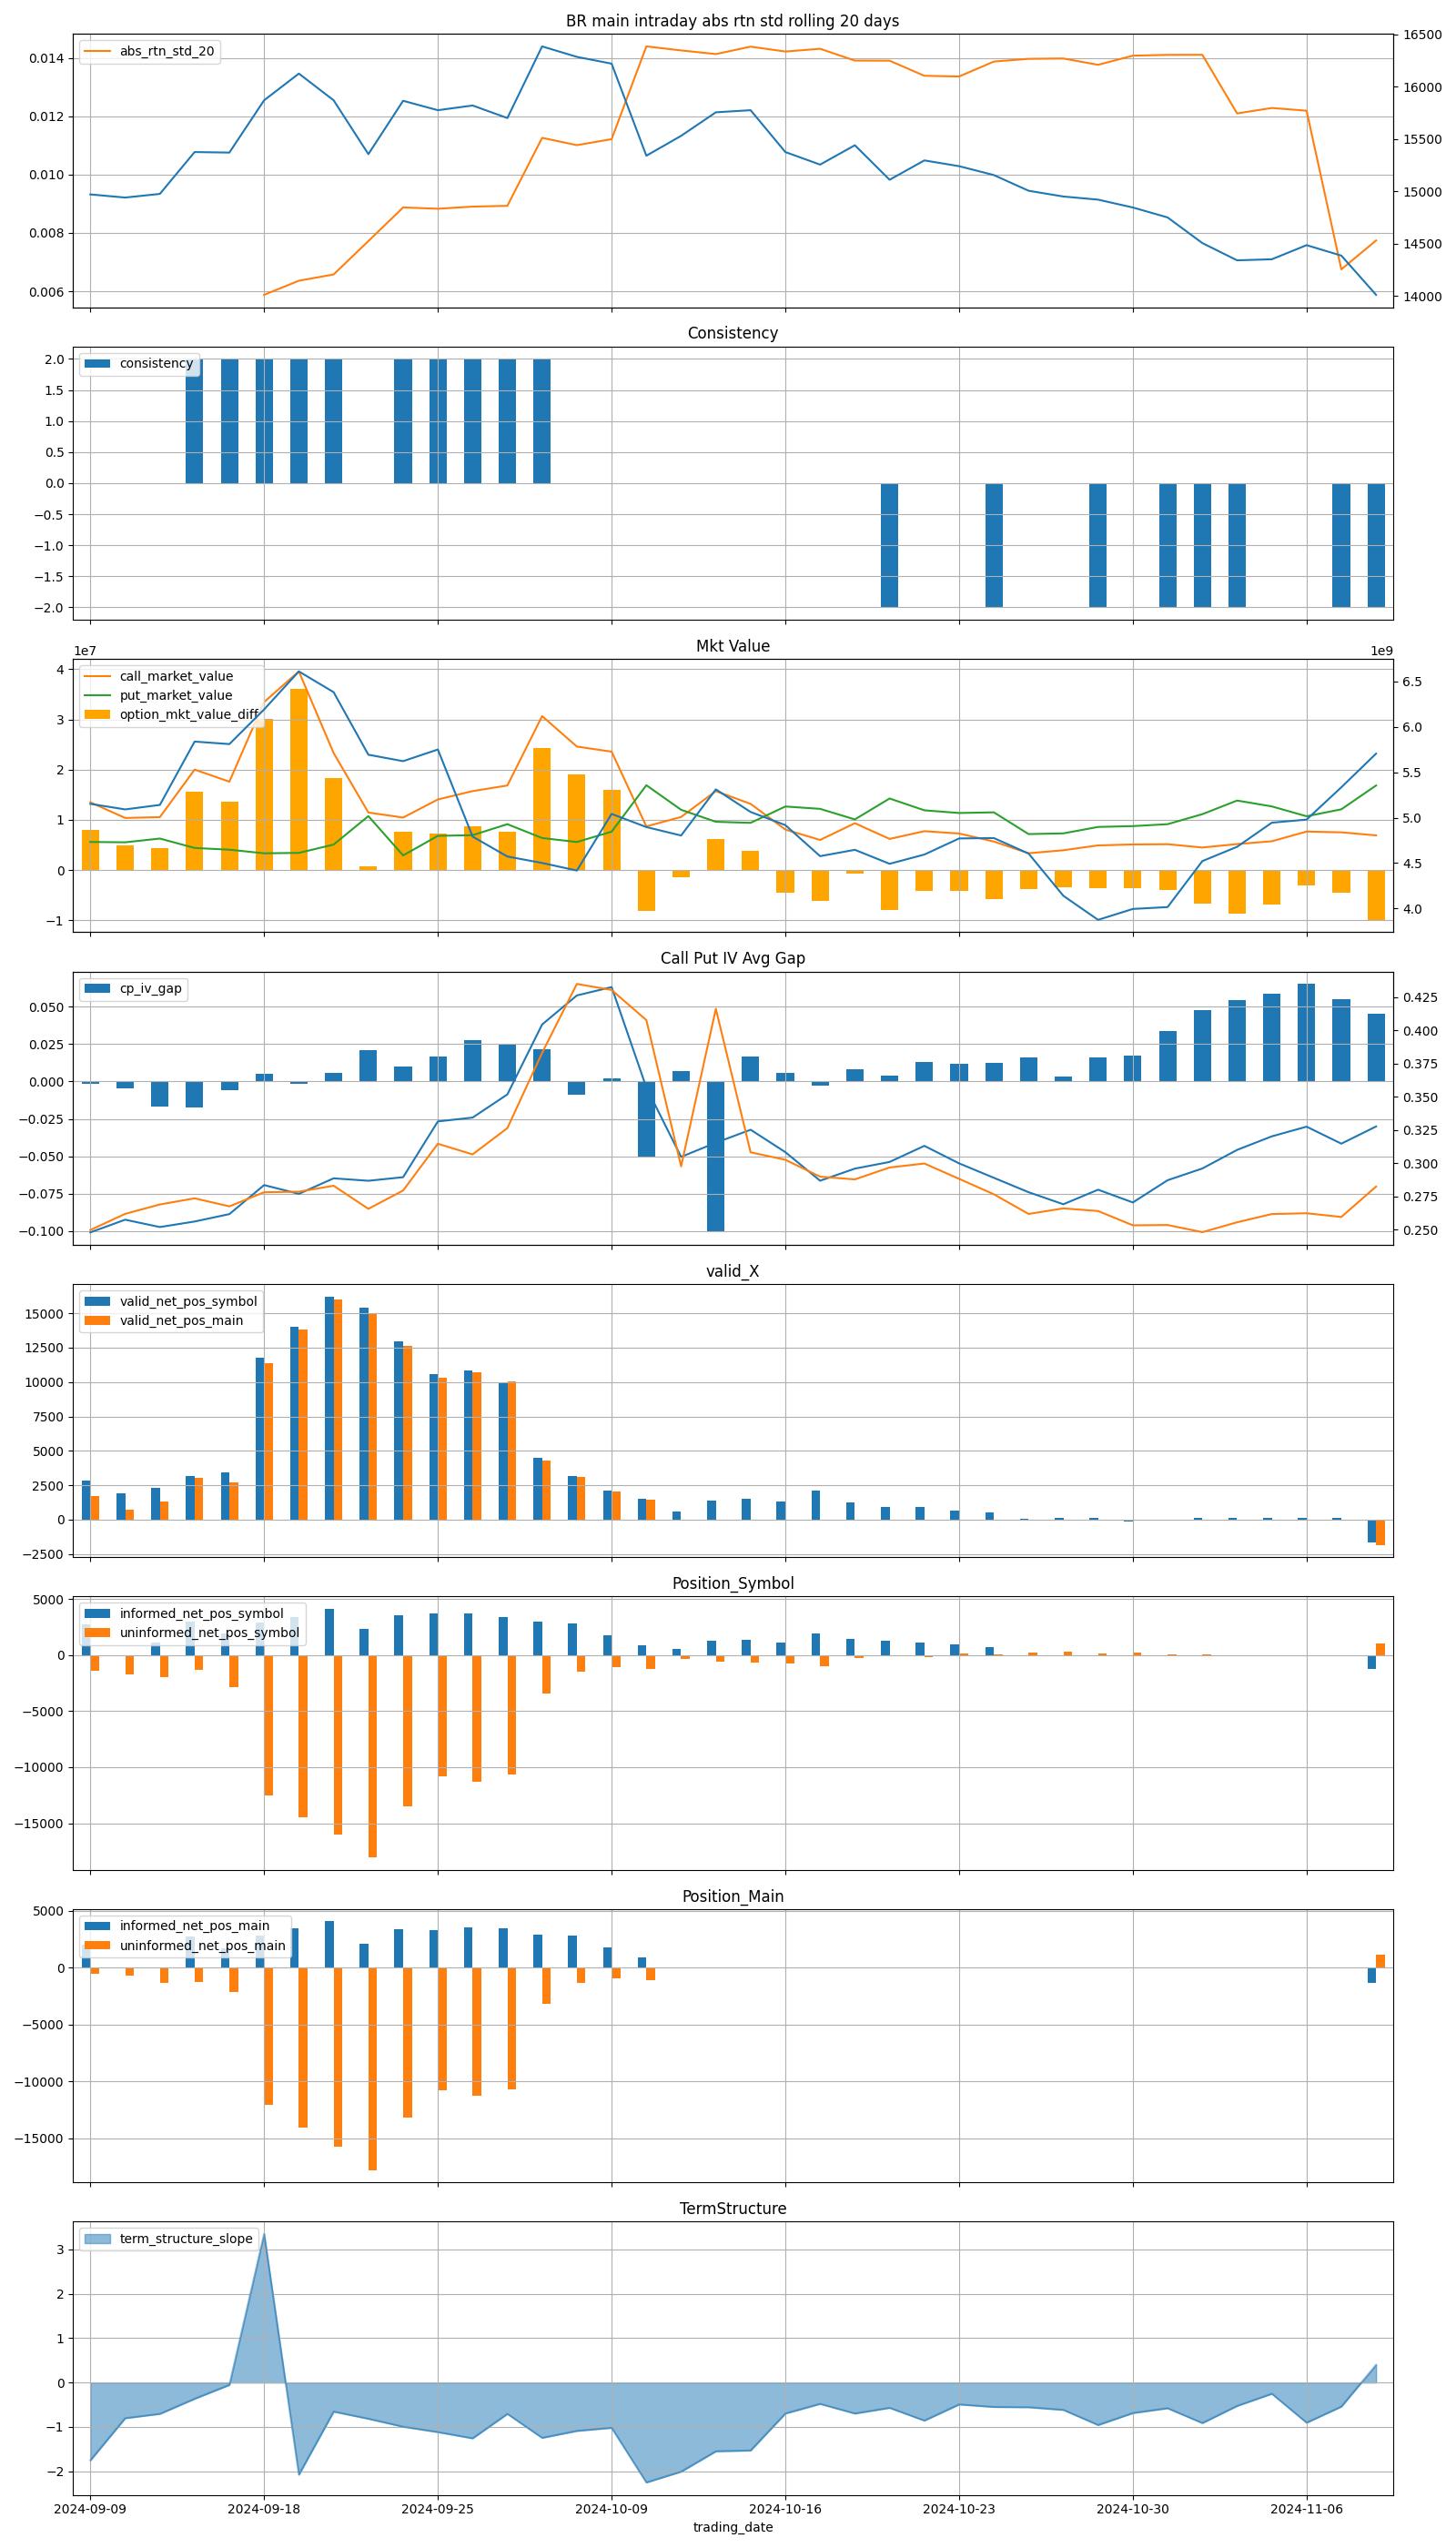 BR main intraday abs rtn std rolling 20 days
abs_rtn_std_20
0.014
0.012
0.010
0.008
0.006
16500
16000
15500
15000
14500
14000
Consistency
consistency
2.0
1.5
1.0
0.5
0.0
−0.5
−1.0
−1.5
−2.0
Mkt Value
1e7
1e9
call_market_value
put_market_value
option_mkt_value_diff
4
3
2
1
0
−1
6.5
6.0
5.5
5.0
4.5
4.0
Call Put IV Avg Gap
cp_iv_gap
0.050
0.025
0.000
−0.025
−0.050
−0.075
−0.100
0.425
0.400
0.375
0.350
0.325
0.300
0.275
0.250
valid_X
valid_net_pos_symbol
valid_net_pos_main
15000
12500
10000
7500
5000
2500
0
−2500
Position_Symbol
informed_net_pos_symbol
uninformed_net_pos_symbol
5000
0
−5000
−10000
−15000
Position_Main
informed_net_pos_main
uninformed_net_pos_main
5000
0
−5000
−10000
−15000
TermStructure
term_structure_slope
3
2
1
0
−1
−2
2024-09-09 2024-09-18 2024-09-25 2024-10-09 2024-10-16 2024-10-23 2024-10-30 2024-11-06
trading_date